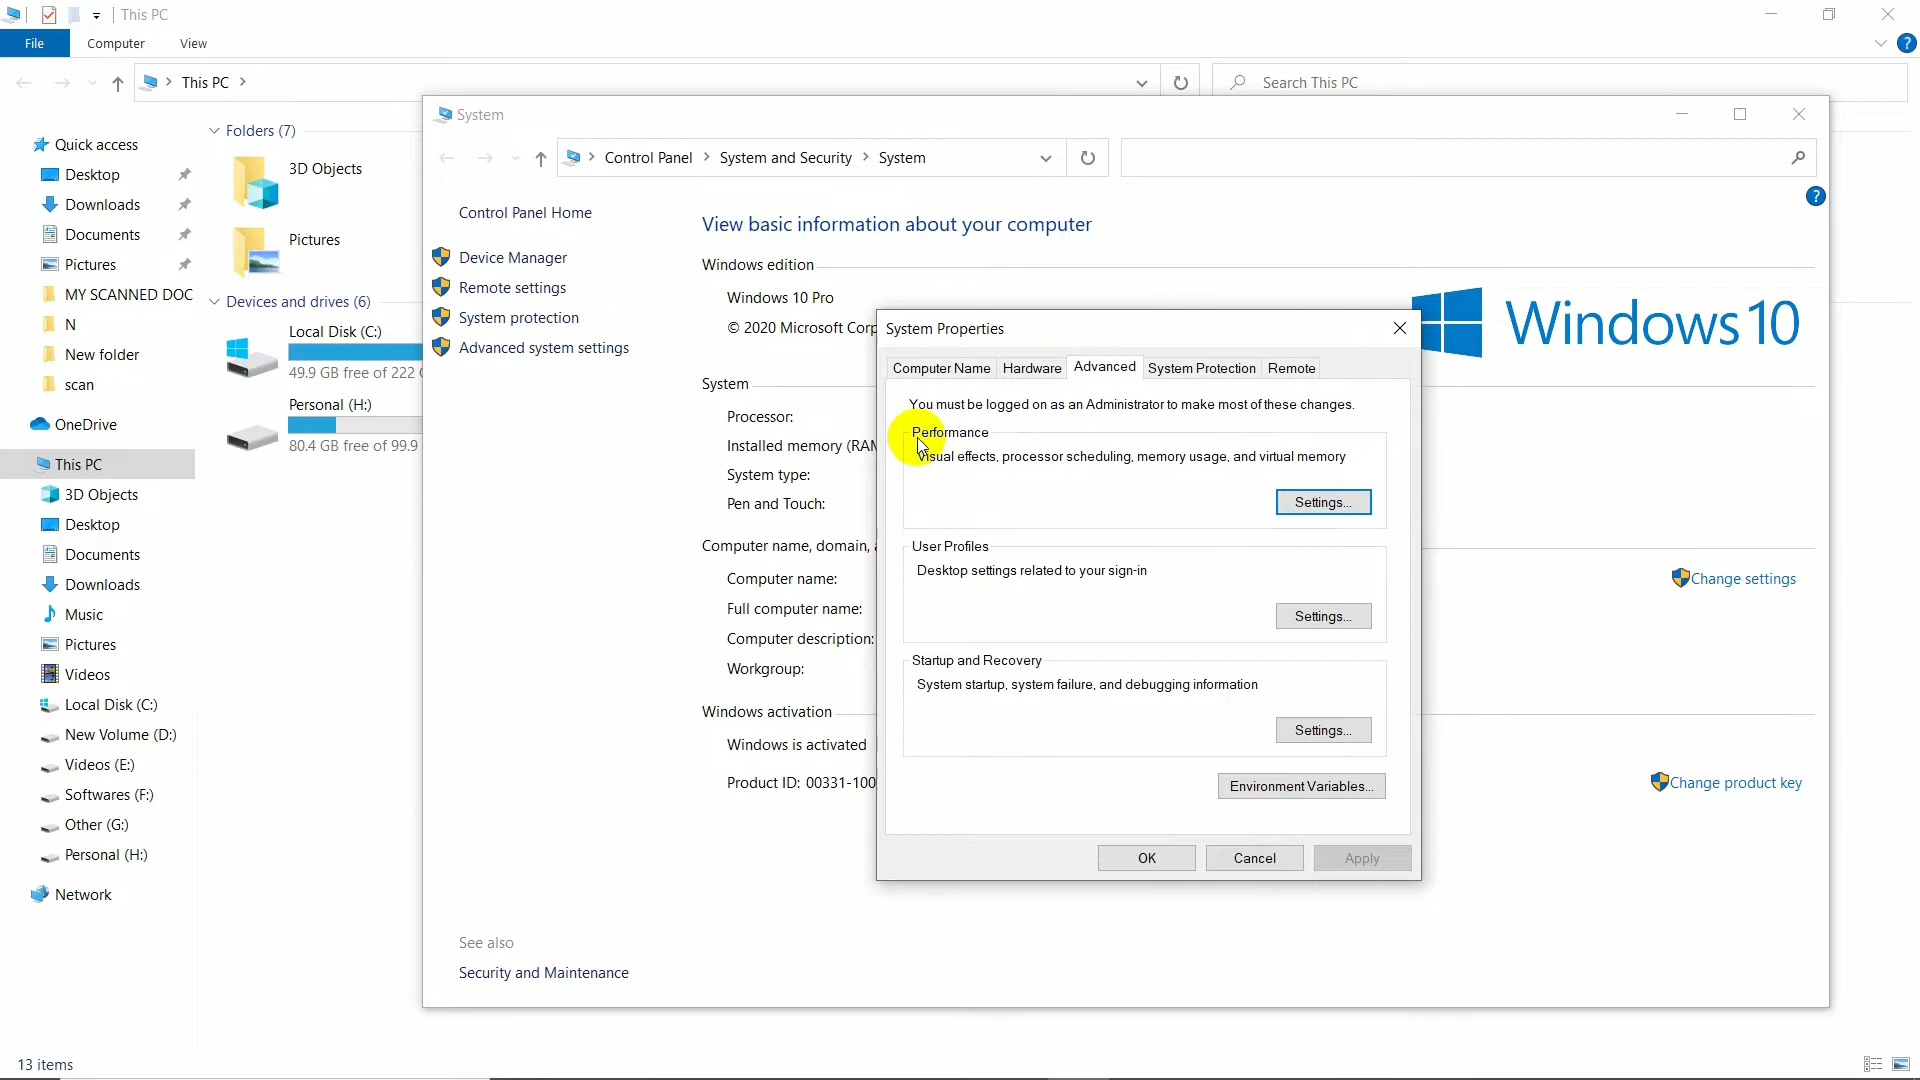 This PC
File
Computer
View
This PC
Search This PC
Quick access
Desktop
Downloads
Documents
Pictures
MY SCANNED DOC
N
New folder
scan
OneDrive
This PC
3D Objects
Desktop
Documents
Downloads
Music
Pictures
Videos
Local Disk (C:)
New Volume (D:)
Videos (E:)
Softwares (F:)
Other (G:)
Personal (H:)
Network
13 items
Folders (7)
3D Objects
Pictures
Devices and drives (6)
Local Disk (C:)
49.9 GB free of 222
Personal (H:)
80.4 GB free of 99.9
System
Control Panel > System and Security > System
Control Panel Home
Device Manager
Remote settings
System protection
Advanced system settings
See also
Security and Maintenance
View basic information about your computer
Windows edition
Windows 10 Pro
© 2020 Microsoft Corp
Windows 10
System
Processor:
Installed memory (RAM
System type:
Pen and Touch:
Computer name, domain,
Computer name:
Full computer name:
Computer description:
Workgroup:
Change settings
Windows activation
Windows is activated
Product ID: 00331-100
Change product key
System Properties
Computer Name
Hardware
Advanced
System Protection
Remote
You must be logged on as an Administrator to make most of these changes.
Performance
Visual effects, processor scheduling, memory usage, and virtual memory
Settings...
User Profiles
Desktop settings related to your sign-in
Settings...
Startup and Recovery
System startup, system failure, and debugging information
Settings...
Environment Variables...
OK
Cancel
Apply